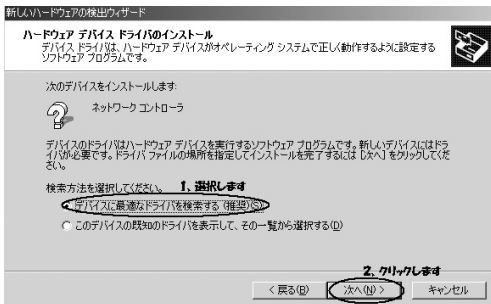 新しいハードウェアの検出ウィザード
ハードウェア デバイス ドライバのインストール
デバイス ドライバは、ハードウェア デバイスがオペレーティング システムで正しく動作するように設定する
ソフトウェア プログラムです。
次のデバイスをインストールします:
ネットワーク コントローラ
デバイスのドライバはハードウェア デバイスを実行するソフトウェア プログラムです。新しいデバイスにはドラ
イバが必要です。ドライバ ファイルの場所を指定してインストールを完了するには [次へ] をクリックしてくだ
さい。
検索方法を選択してください。 1、選択します
デバイスに最適なドライバを検索する (推奨)(S)
このデバイスの既知のドライバを表示して、その一覧から選択する(D)
2、クリックします
< 戻る(B) 次へ(N) > キャンセル